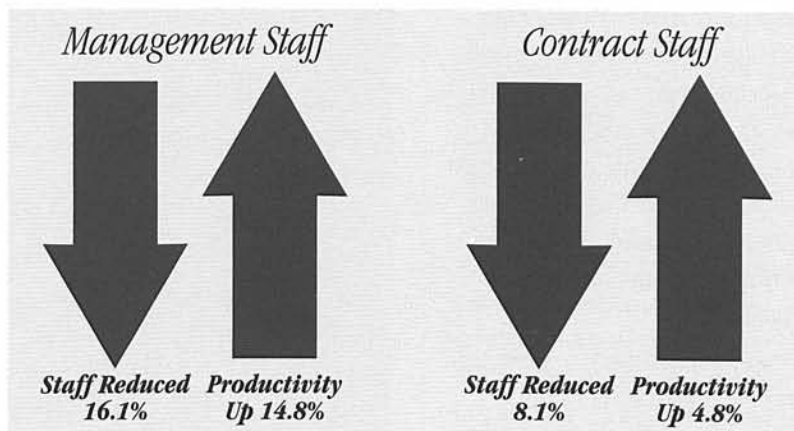 Management Staff
Staff Reduced
16.1%
Productivity
Up 14.8%
Contract Staff
Staff Reduced
8.1%
Productivity
Up 4.8%